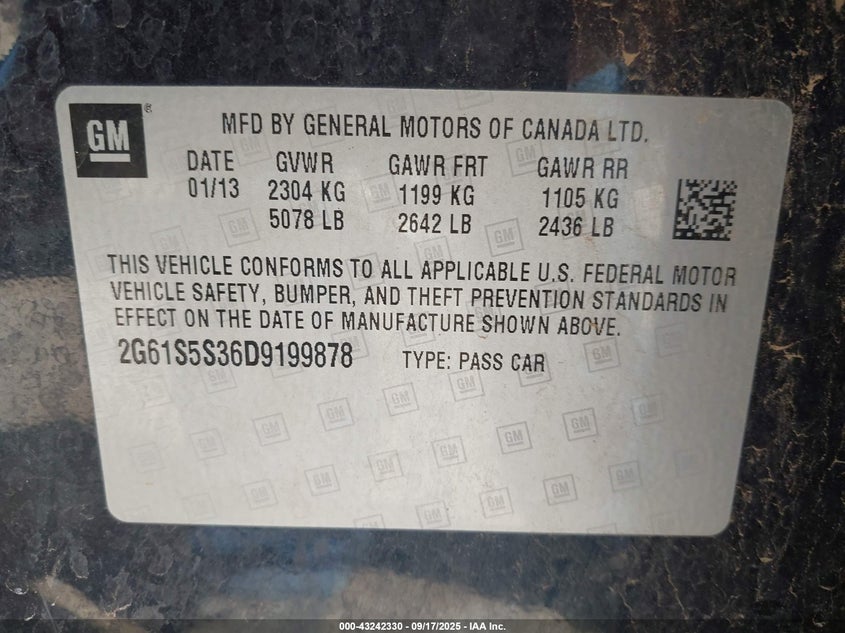 GM ®
MFD BY GENERAL MOTORS OF CANADA LTD.
DATE GVWR GAWR FRT GAWR RR
01/13 2304 KG 1199 KG 1105 KG
5078 LB 2642 LB 2436 LB
THIS VEHICLE CONFORMS TO ALL APPLICABLE U.S. FEDERAL MOTOR
VEHICLE SAFETY, BUMPER, AND THEFT PREVENTION STANDARDS IN
EFFECT ON THE DATE OF MANUFACTURE SHOWN ABOVE.
2G61S5S36D9199878 TYPE: PASS CAR
000-43242330 - 09/17/2025 - IAA Inc.